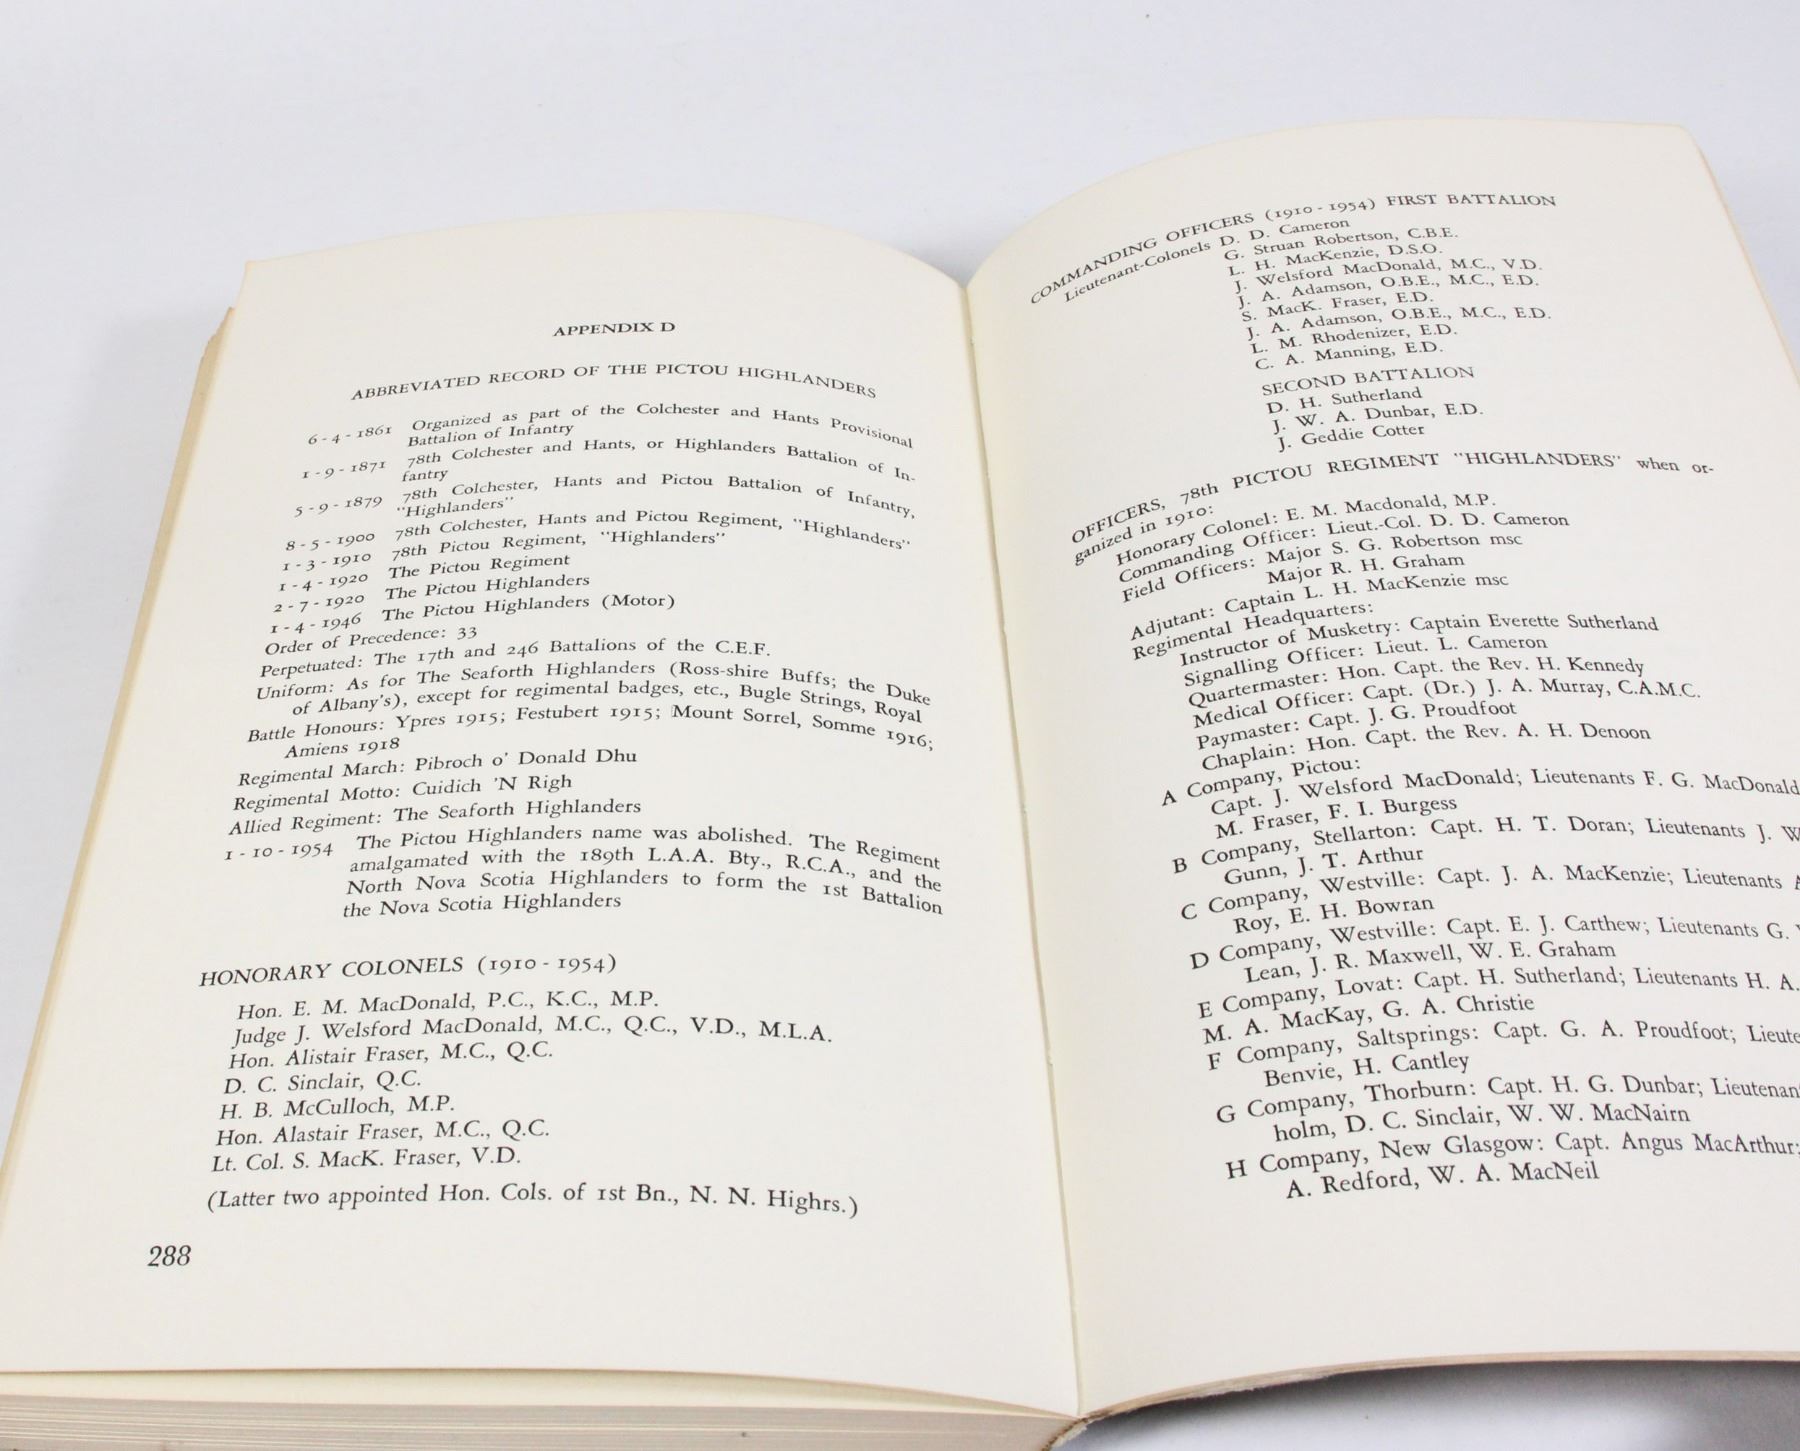 APPENDIX D
ABBREVIATED RECORD OF THE PICTOU HIGHLANDERS
6 - 4 - 1861 Organized as part of the Colchester and Hants Provisional
Battalion of Infantry
1 - 9 - 1871 78th Colchester and Hants, or Highlanders Battalion of In-
fantry
5 - 9 - 1879 78th Colchester, Hants and Pictou Battalion of Infantry,
"Highlanders"
8 - 5 - 1900 78th Colchester, Hants and Pictou Regiment, "Highlanders"
1 - 3 - 1910 78th Pictou Regiment, "Highlanders"
1 - 4 - 1920 The Pictou Regiment
2 - 7 - 1920 The Pictou Highlanders
1 - 4 - 1946 The Pictou Highlanders (Motor)
Order of Precedence: 33
Perpetuated: The 17th and 246 Battalions of the C.E.F.
Uniform: As for The Seaforth Highlanders (Ross-shire Buffs; the Duke
of Albany's), except for regimental badges, etc., Bugle Strings, Royal
Battle Honours: Ypres 1915; Festubert 1915; Mount Sorrel, Somme 1916;
Amiens 1918
Regimental March: Pibroch o' Donald Dhu
Regimental Motto: Cuidich 'N Righ
Allied Regiment: The Seaforth Highlanders
1 - 10 - 1954 The Pictou Highlanders name was abolished. The Regiment
amalgamated with the 189th L.A.A. Bty., R.C.A., and the
North Nova Scotia Highlanders to form the 1st Battalion
the Nova Scotia Highlanders
HONORARY COLONELS (1910 - 1954)
Hon. E. M. MacDonald, P.C., K.C., M.P.
Judge J. Welsford MacDonald, M.C., Q.C., V.D., M.L.A.
Hon. Alistair Fraser, M.C., Q.C.
D. C. Sinclair, Q.C.
H. B. McCulloch, M.P.
Hon. Alastair Fraser, M.C., Q.C.
Lt. Col. S. MacK. Fraser, V.D.
(Latter two appointed Hon. Cols. of 1st Bn., N. N. Highrs.)
288
COMMANDING OFFICERS (1910 - 1954) FIRST BATTALION
Lieutenant-Colonels D. D. Cameron
G. Struan Robertson, C.B.E.
L. H. MacKenzie, D.S.O.
J. Welsford MacDonald, M.C., V.D.
J. A. Adamson, O.B.E., M.C., E.D.
S. MacK. Fraser, E.D.
J. A. Adamson, O.B.E., M.C., E.D.
L. M. Rhodenizer, E.D.
C. A. Manning, E.D.
SECOND BATTALION
D. H. Sutherland
J. W. A. Dunbar, E.D.
J. Geddie Cotter
OFFICERS, 78th PICTOU REGIMENT "HIGHLANDERS" when or-
ganized in 1910:
Honorary Colonel: E. M. Macdonald, M.P.
Commanding Officer: Lieut.-Col. D. D. Cameron
Field Officers: Major S. G. Robertson msc
Major R. H. Graham
Adjutant: Captain L. H. MacKenzie msc
Regimental Headquarters:
Instructor of Musketry: Captain Everette Sutherland
Signalling Officer: Lieut. L. Cameron
Quartermaster: Hon. Capt. the Rev. H. Kennedy
Medical Officer: Capt. (Dr.) J. A. Murray, C.A.M.C.
Paymaster: Capt. J. G. Proudfoot
Chaplain: Hon. Capt. the Rev. A. H. Denoon
A Company, Pictou:
Capt. J. Welsford MacDonald; Lieutenants F. G. MacDonald
M. Fraser, F. I. Burgess
B Company, Stellarton: Capt. H. T. Doran; Lieutenants J. W
Gunn, J. T. Arthur
C Company, Westville: Capt. J. A. MacKenzie; Lieutenants
Roy, E. H. Bowran
D Company, Westville: Capt. E. J. Carthew; Lieutenants G.
Lean, J. R. Maxwell, W. E. Graham
E Company, Lovat: Capt. H. Sutherland; Lieutenants H. A.
M. A. MacKay, G. A. Christie
F Company, Saltsprings: Capt. G. A. Proudfoot; Lieute
Benvie, H. Cantley
G Company, Thorburn: Capt. H. G. Dunbar; Lieutenan
holm, D. C. Sinclair, W. W. MacNairn
H Company, New Glasgow: Capt. Angus MacArthur;
A. Redford, W. A. MacNeil